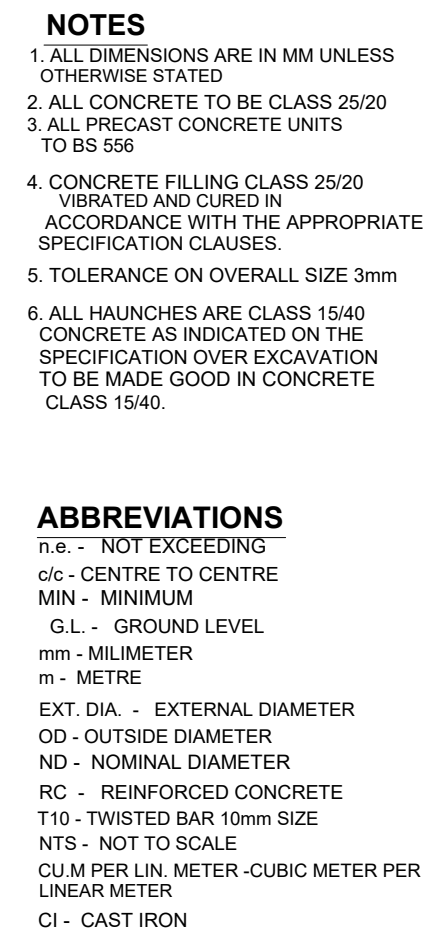 NOTES
1. ALL DIMENSIONS ARE IN MM UNLESS
OTHERWISE STATED
2. ALL CONCRETE TO BE CLASS 25/20
3. ALL PRECAST CONCRETE UNITS
TO BS 556
4. CONCRETE FILLING CLASS 25/20
VIBRATED AND CURED IN
ACCORDANCE WITH THE APPROPRIATE
SPECIFICATION CLAUSES.
5. TOLERANCE ON OVERALL SIZE 3mm
6. ALL HAUNCHES ARE CLASS 15/40
CONCRETE AS INDICATED ON THE
SPECIFICATION OVER EXCAVATION
TO BE MADE GOOD IN CONCRETE
CLASS 15/40.
ABBREVIATIONS
n.e. - NOT EXCEEDING
c/c - CENTRE TO CENTRE
MIN - MINIMUM
G.L. - GROUND LEVEL
mm - MILIMETER
m - METRE
EXT. DIA. - EXTERNAL DIAMETER
OD - OUTSIDE DIAMETER
ND - NOMINAL DIAMETER
RC - REINFORCED CONCRETE
T10 - TWISTED BAR 10mm SIZE
NTS - NOT TO SCALE
CU.M PER LIN. METER -CUBIC METER PER
LINEAR METER
CI - CAST IRON